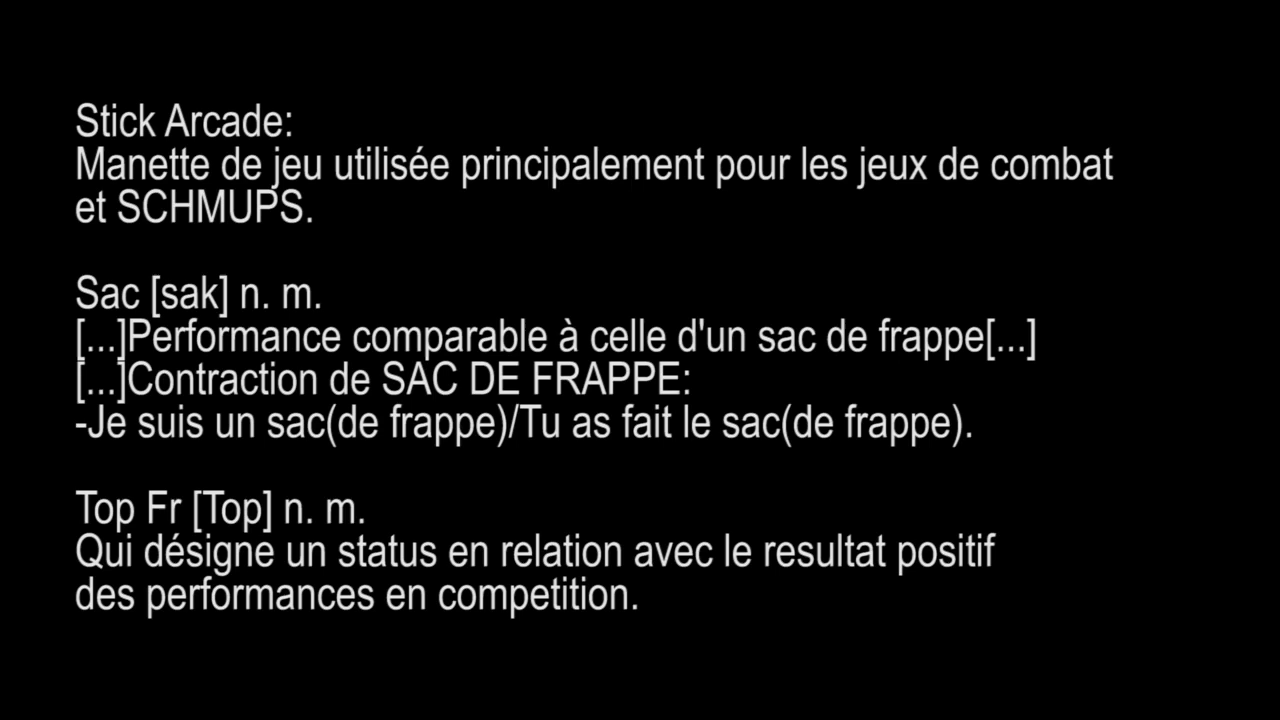 Stick Arcade:
Manette de jeu utilisée principalement pour les jeux de combat
et SCHMUPS.
Sac [sak] n. m.
[...]Performance comparable à celle d'un sac de frappe[...]
[...]Contraction de SAC DE FRAPPE:
-Je suis un sac(de frappe)/Tu as fait le sac(de frappe).
Top Fr [Top] n. m.
Qui désigne un status en relation avec le resultat positif
des performances en competition.